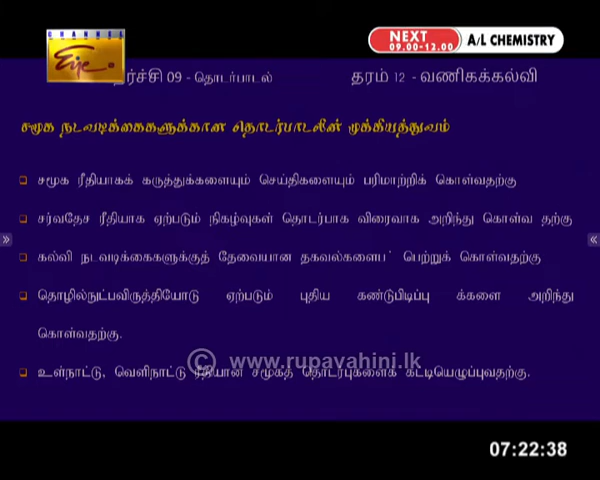 CHANNEL
Eye
NEXT
09.00-12.00
A/L CHEMISTRY
ர்ச்சி 09 - தொடர்பாடல்
தரம் 12 - வணிகக்கல்வி
சமூக நடவடிக்கைகளுக்கான தொடர்பாடலின் முக்கியத்துவம்
சமூக ரீதியாகக் கருத்துக்களையும் செய்திகளையும் பரிமாற்றிக் கொள்வதற்கு
சர்வதேச ரீதியாக ஏற்படும் நிகழ்வுகள் தொடர்பாக விரைவாக அறிந்து கொள்வ தற்கு
கல்வி நடவடிக்கைகளுக்குத் தேவையான தகவல்களைப் பெற்றுக் கொள்வதற்கு
தொழில்நுட்பவிருத்தியோடு ஏற்படும் புதிய கண்டுபிடிப்பு க்களை அறிந்து
கொள்வதற்கு.
© www.rupavahini.lk
உள்நாட்டு, வெளிநாட்டு ரீதியான சமூகத் தொடர்புகளைக் கட்டியெழுப்புவதற்கு.
07:22:38